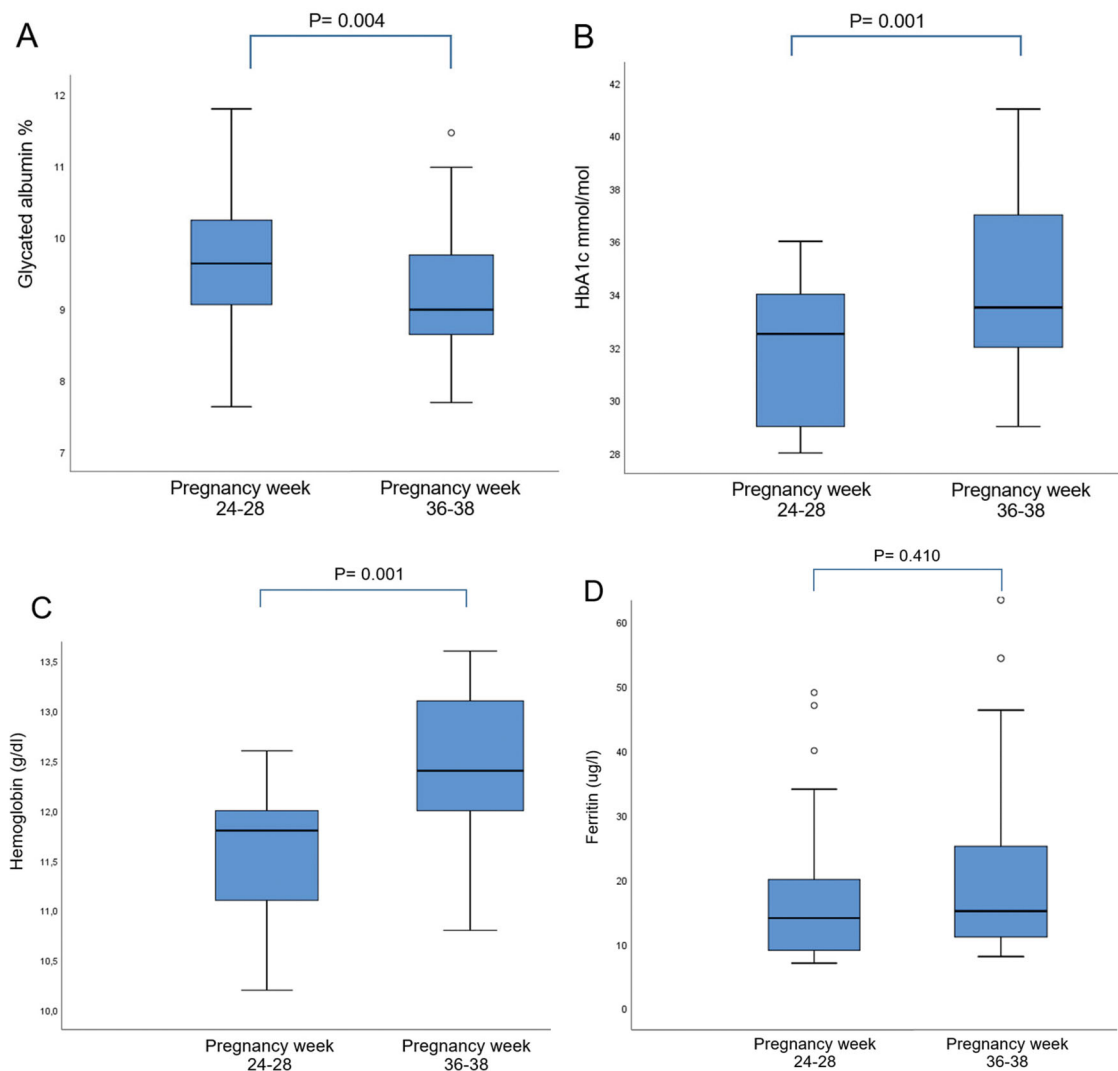 A
P= 0.004
Glycated albumin %
12
11
10
9
8
7
Pregnancy week
24-28
Pregnancy week
36-38
B
P= 0.001
HbA1c mmol/mol
42
40
38
36
34
32
30
28
Pregnancy week
24-28
Pregnancy week
36-38
C
P= 0.001
Hemoglobin (g/dl)
13,5
13,0
12,5
12,0
11,5
11,0
10,5
10,0
Pregnancy week
24-28
Pregnancy week
36-38
D
P= 0.410
Ferritin (ug/l)
60
50
40
30
20
10
0
Pregnancy week
24-28
Pregnancy week
36-38